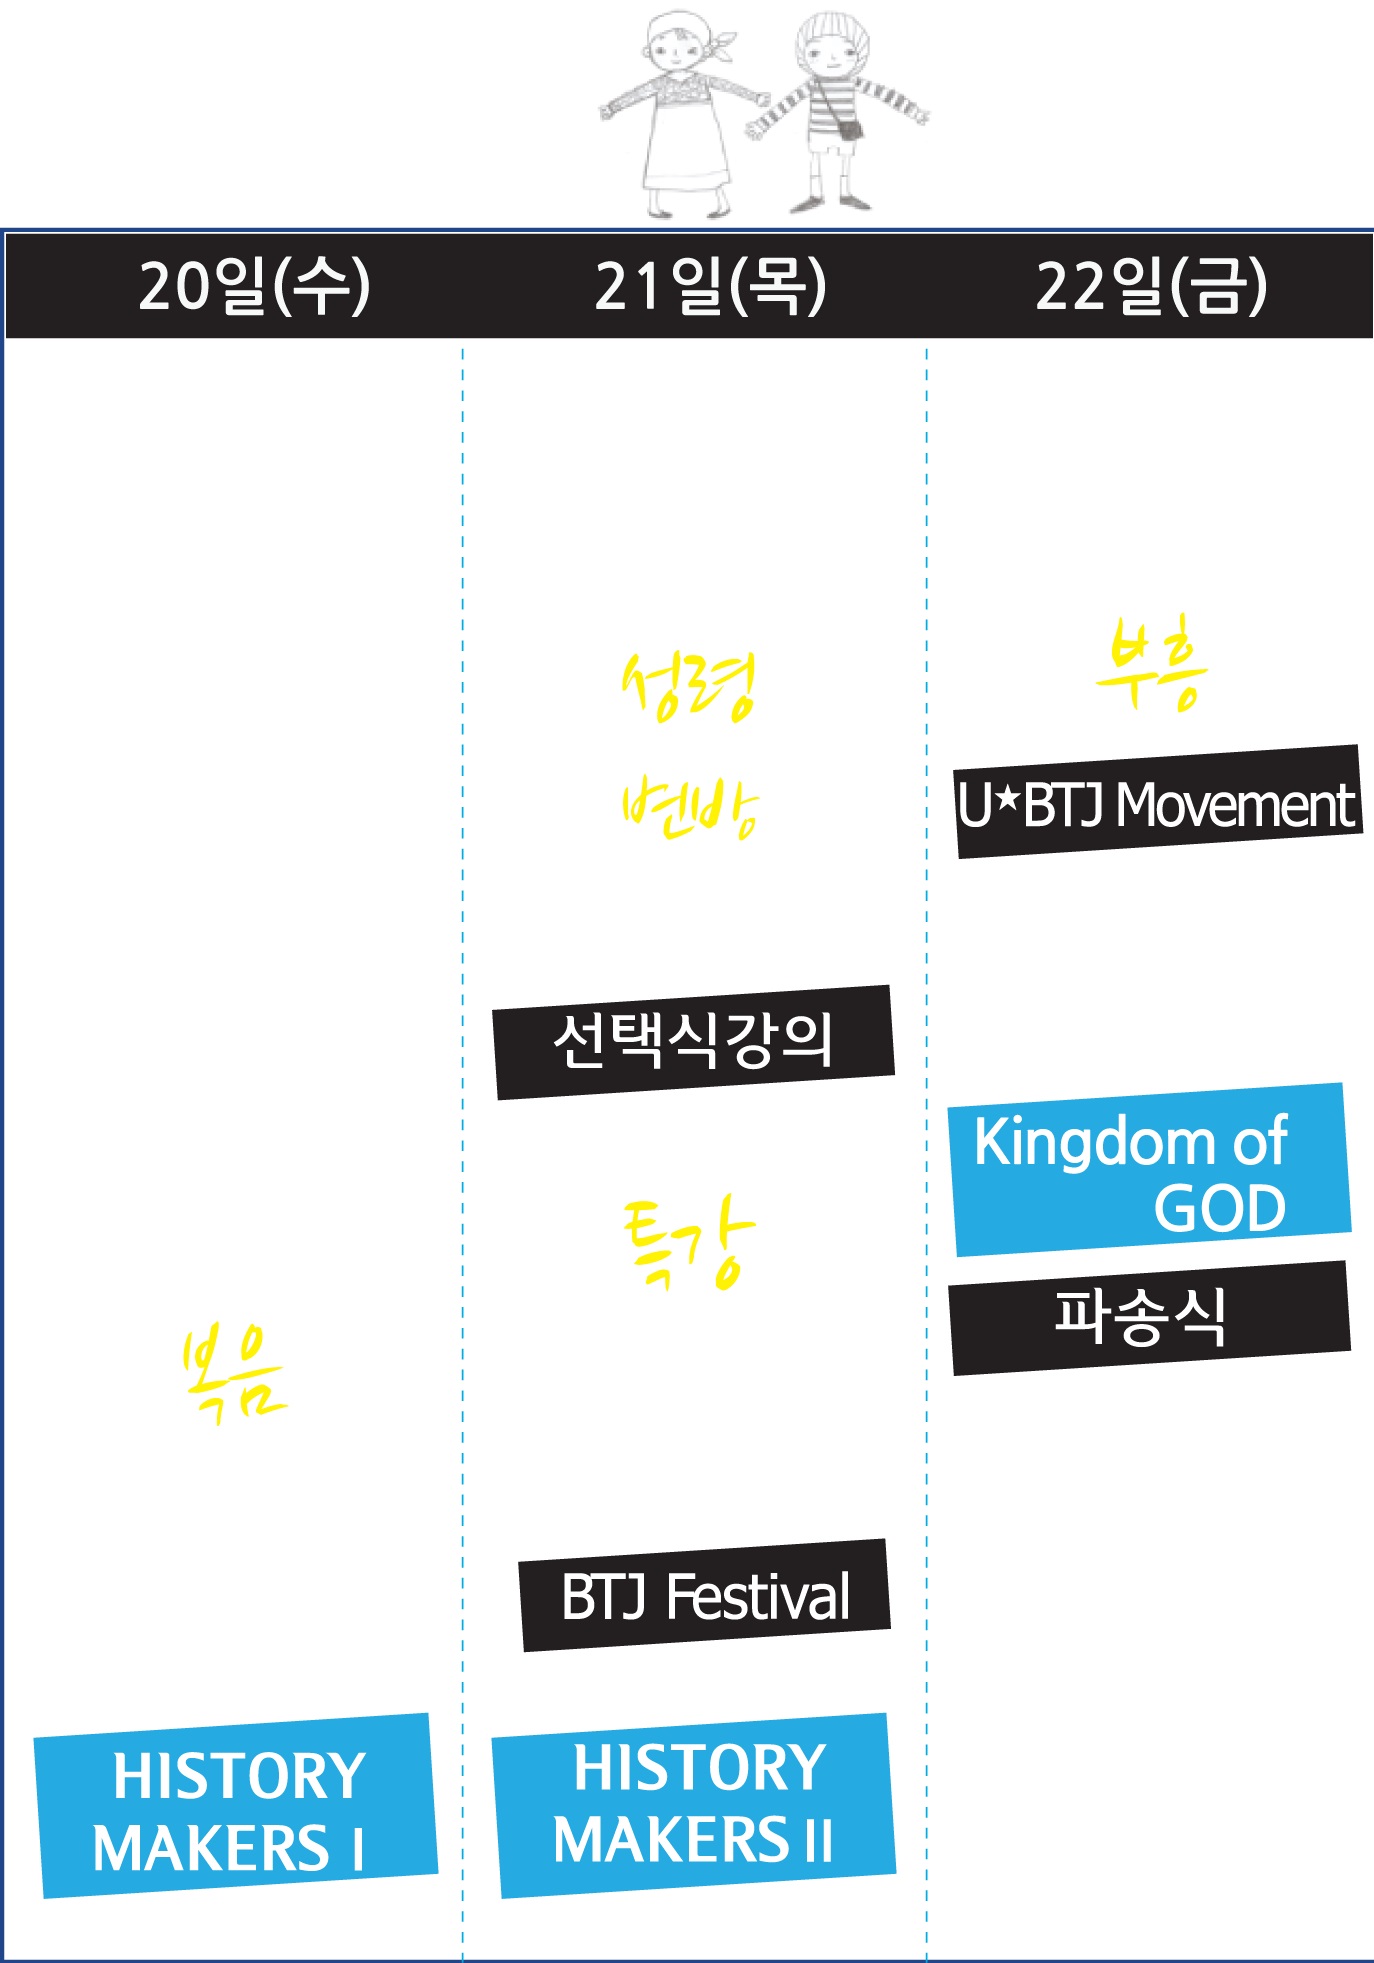 20일(수)
21일(목)
22일(금)
복음
HISTORY
MAKERS I
성령
변방
선택식강의
특강
BTJ Festival
HISTORY
MAKERS II
부흥
U★BTJ Movement
Kingdom of
GOD
파송식